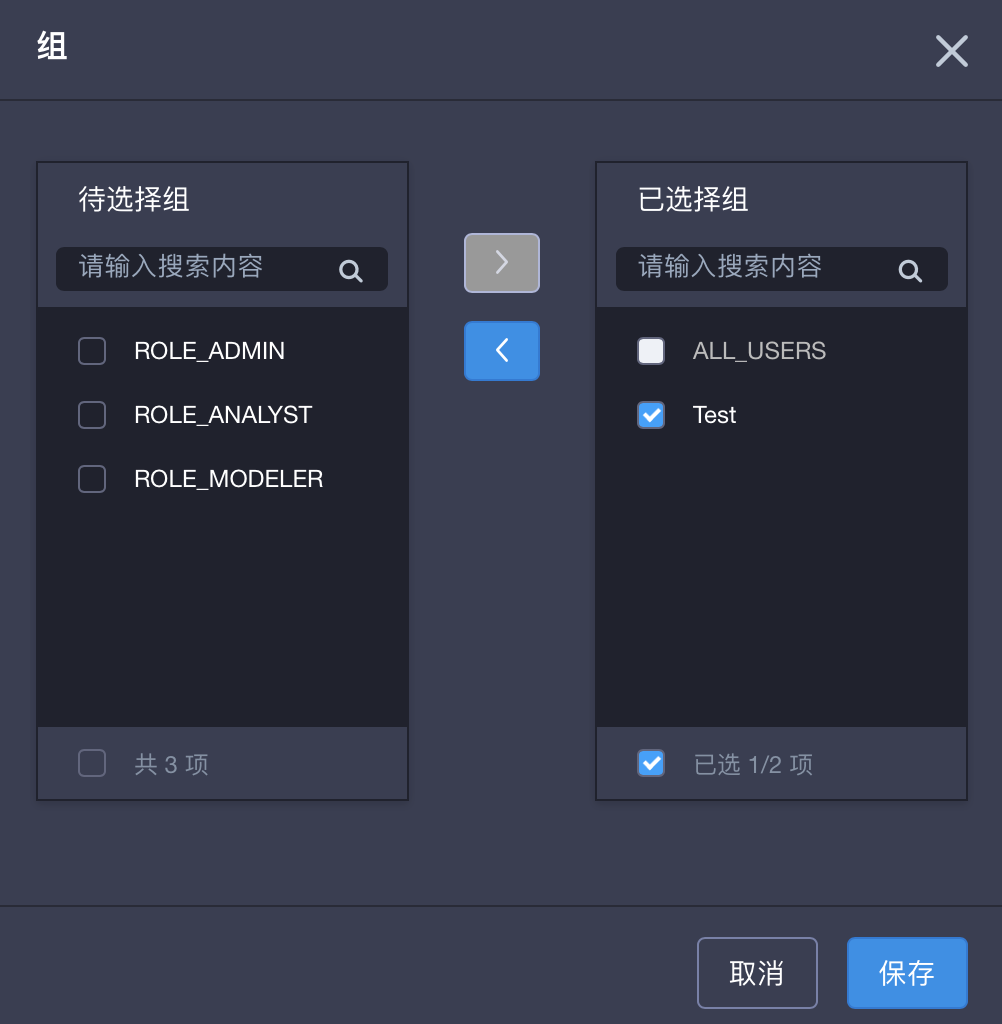 组
待选择组
请输入搜索内容
ROLE_ADMIN
ROLE_ANALYST
ROLE_MODELER
共 3 项
已选择组
请输入搜索内容
ALL_USERS
Test
已选 1/2 项
取消
保存